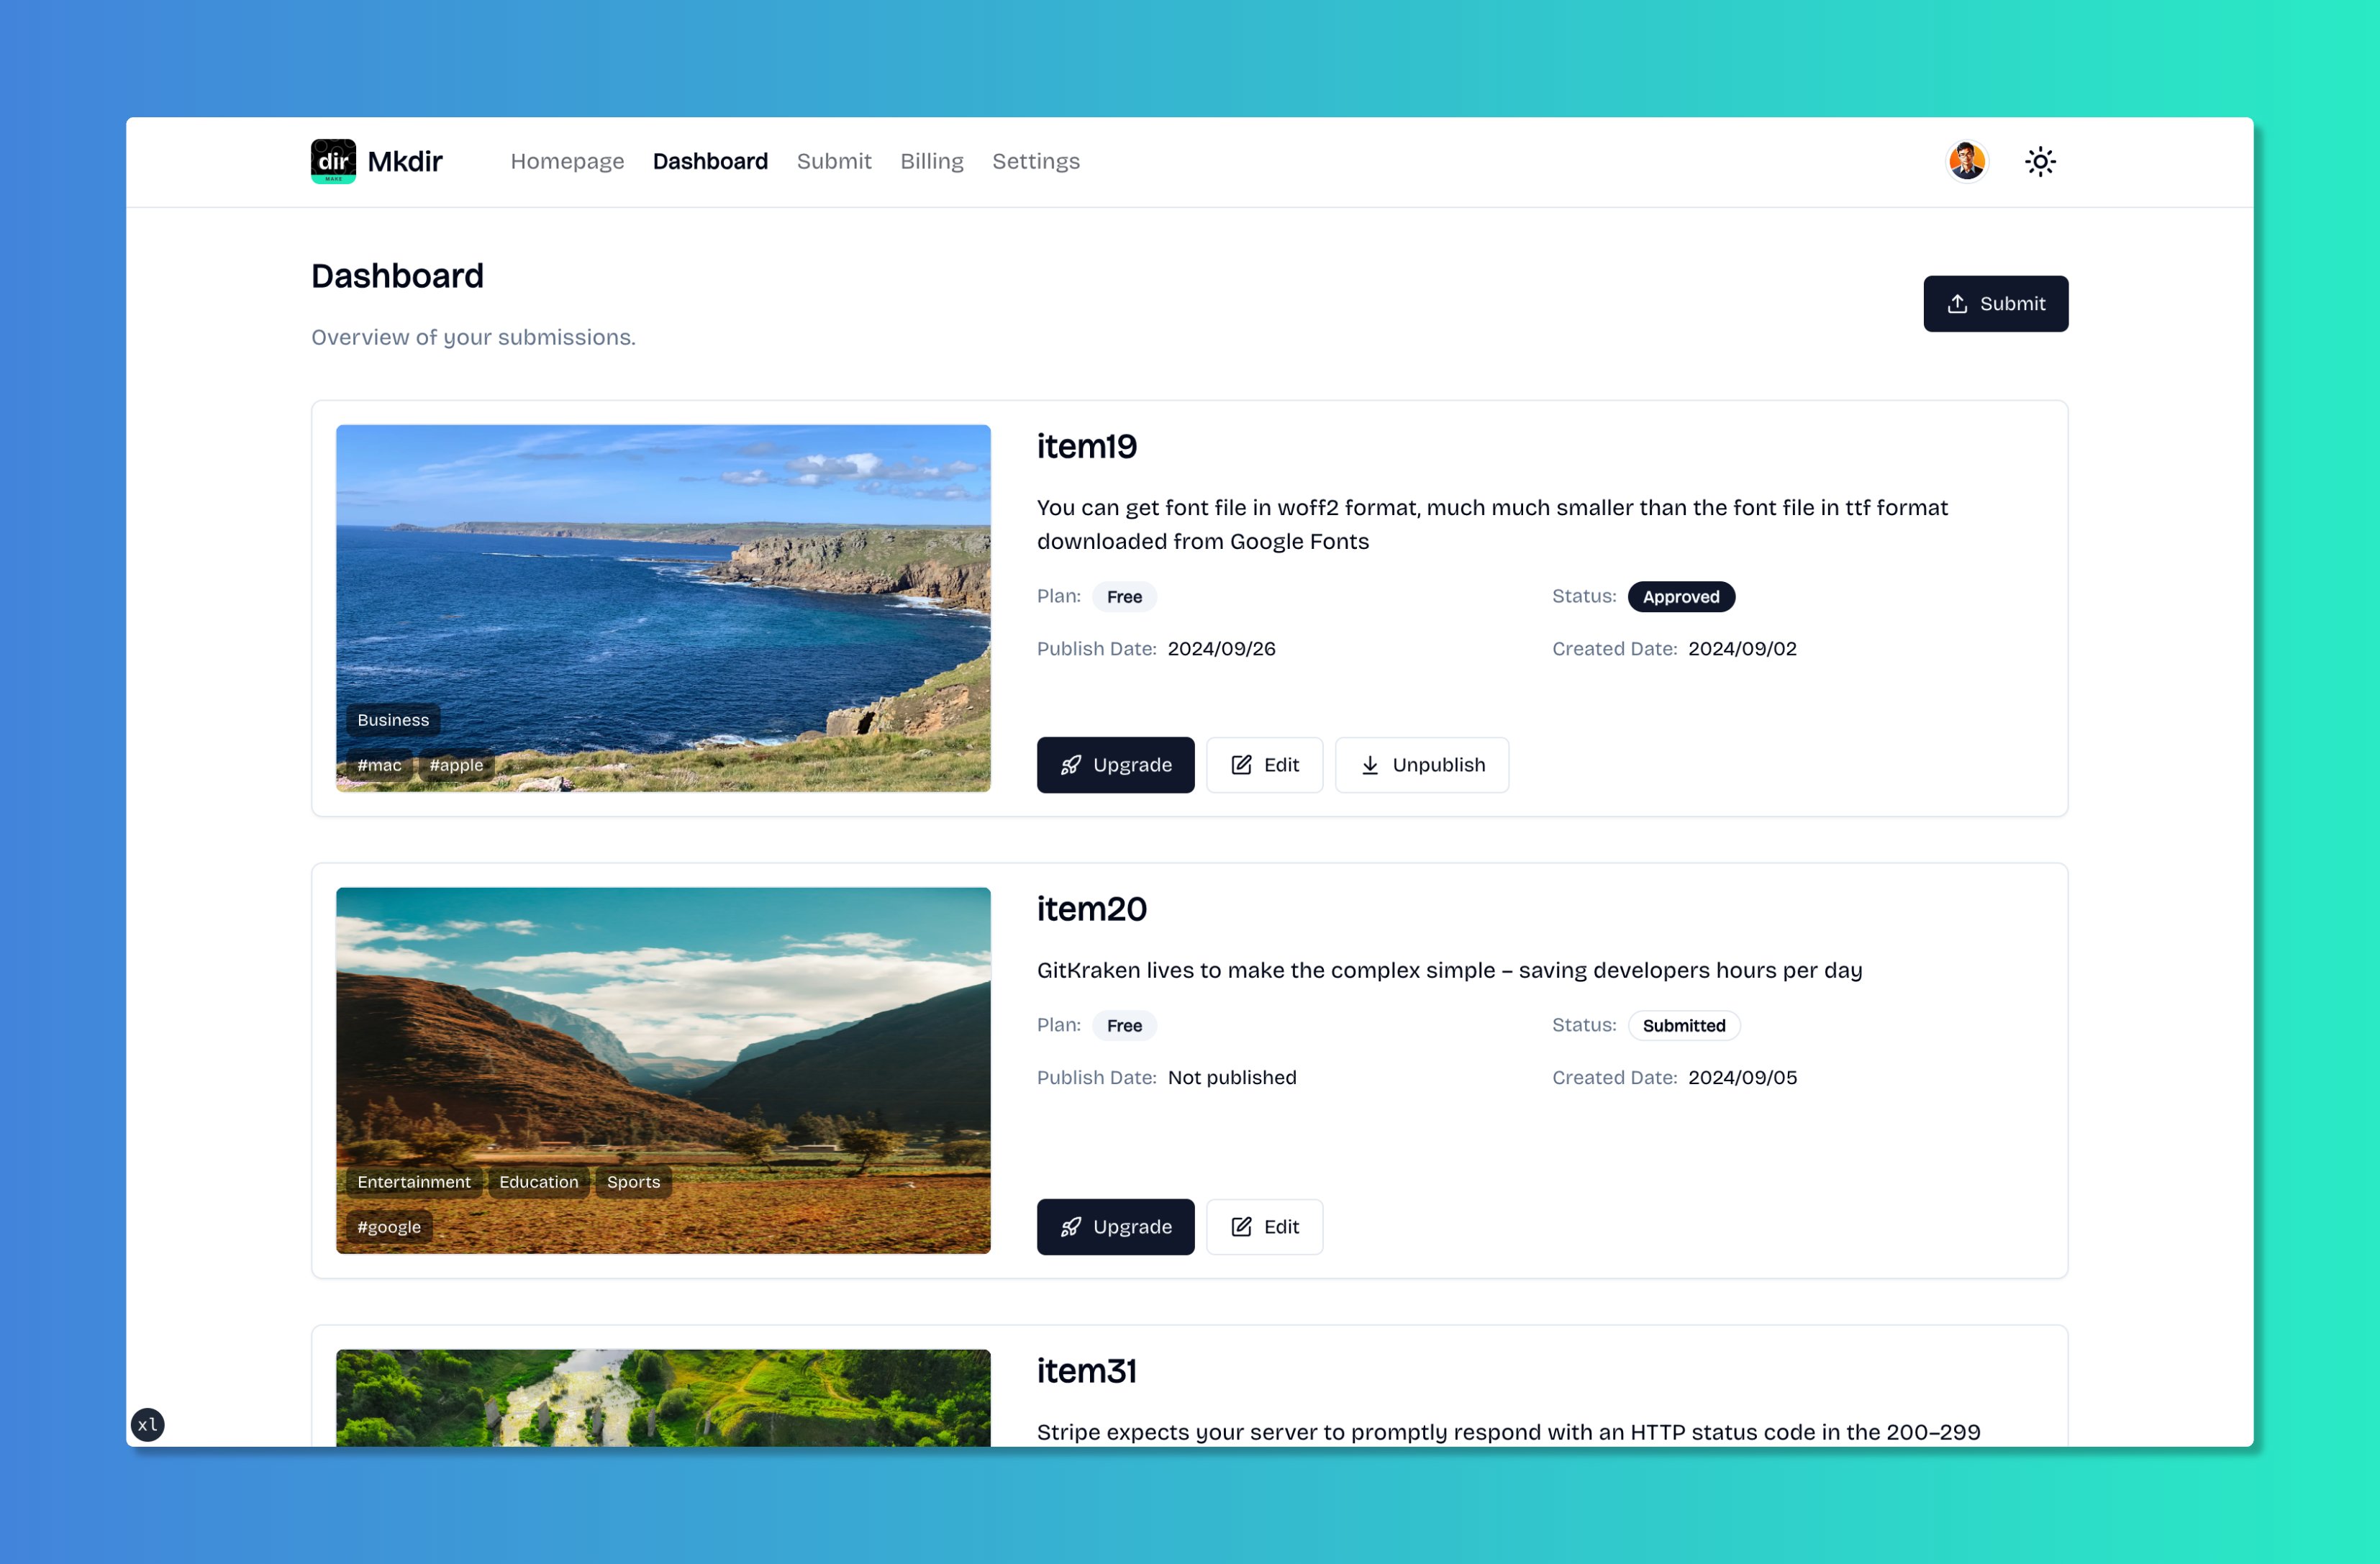 dir
MAKE
Mkdir
Homepage Dashboard Submit Billing Settings
Dashboard
Submit
Overview of your submissions.
item19
You can get font file in woff2 format, much much smaller than the font file in ttf format
downloaded from Google Fonts
Plan: Free Status: Approved
Publish Date: 2024/09/26 Created Date: 2024/09/02
Business
#mac #apple
Upgrade Edit Unpublish
item20
GitKraken lives to make the complex simple – saving developers hours per day
Plan: Free Status: Submitted
Publish Date: Not published Created Date: 2024/09/05
Entertainment Education Sports
#google
Upgrade Edit
item31
Stripe expects your server to promptly respond with an HTTP status code in the 200–299
xl